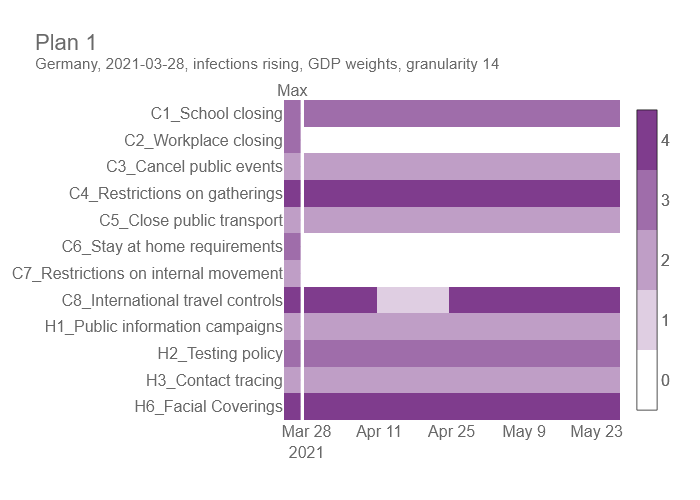 Plan 1
Germany, 2021-03-28, infections rising, GDP weights, granularity 14
Max
C1_School closing
C2_Workplace closing
C3_Cancel public events
C4_Restrictions on gatherings
C5_Close public transport
C6_Stay at home requirements
C7_Restrictions on internal movement
C8_International travel controls
H1_Public information campaigns
H2_Testing policy
H3_Contact tracing
H6_Facial Coverings
Mar 28 Apr 11 Apr 25 May 9 May 23
2021
4
3
2
1
0